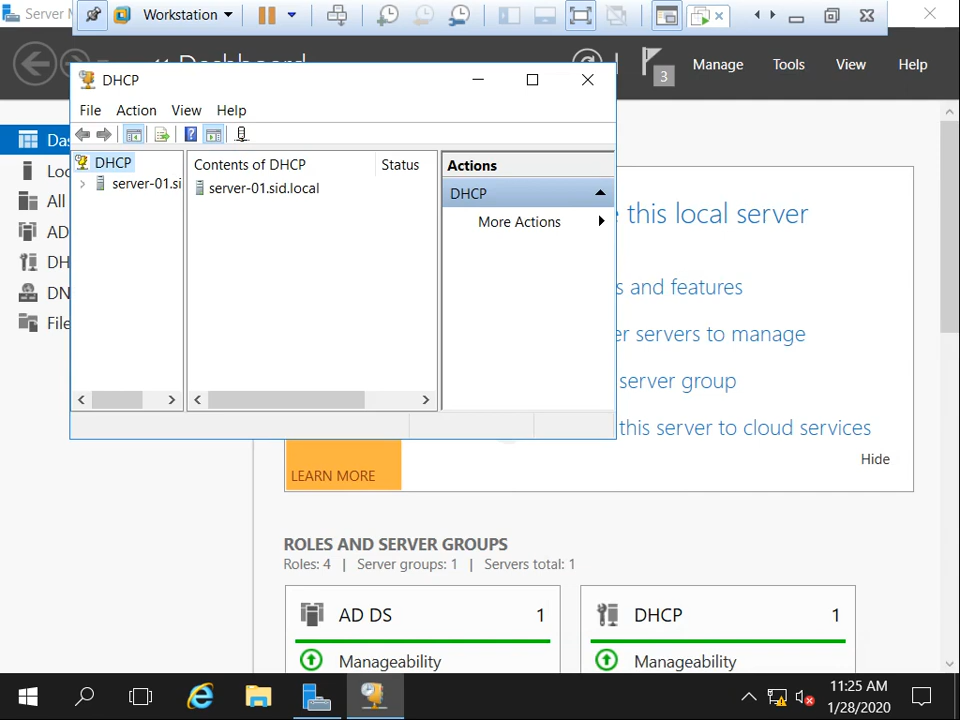 Server M
Workstation
Dashboard
3
Manage
Tools
View
Help
DHCP
File
Action
View
Help
DHCP
server-01.si
Contents of DHCP
Status
server-01.sid.local
Actions
DHCP
More Actions
Das
Loc
All
AD
DH
DN
File
this local server
s and features
er servers to manage
server group
this server to cloud services
Hide
LEARN MORE
ROLES AND SERVER GROUPS
Roles: 4 | Server groups: 1 | Servers total: 1
AD DS
1
Manageability
DHCP
1
Manageability
11:25 AM
1/28/2020